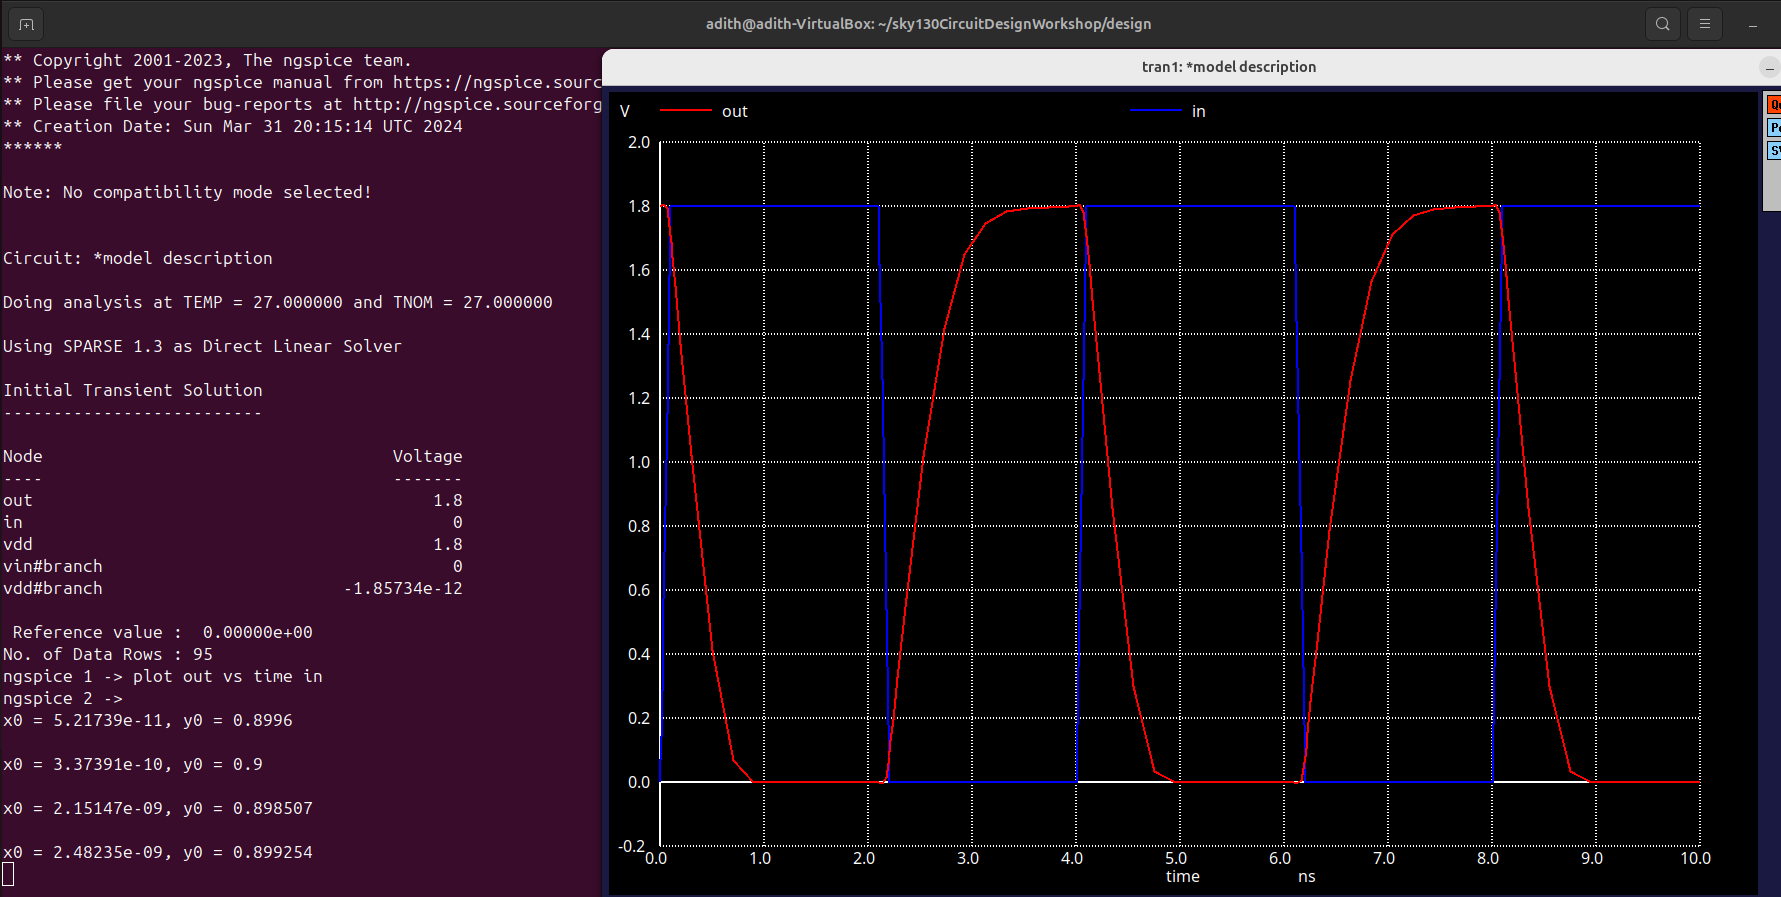 adith@adith-VirtualBox: ~/sky130CircuitDesignWorkshop/design
** Copyright 2001-2023, The ngspice team.
** Please get your ngspice manual from https://ngspice.sourc
** Please file your bug-reports at http://ngspice.sourceforg
** Creation Date: Sun Mar 31 20:15:14 UTC 2024
******
Note: No compatibility mode selected!
Circuit: *model description
Doing analysis at TEMP = 27.000000 and TNOM = 27.000000
Using SPARSE 1.3 as Direct Linear Solver
Initial Transient Solution
--------------------------
Node Voltage
---- -------
out 1.8
in 0
vdd 1.8
vin#branch 0
vdd#branch -1.85734e-12
Reference value : 0.00000e+00
No. of Data Rows : 95
ngspice 1 -> plot out vs time in
ngspice 2 ->
x0 = 5.21739e-11, y0 = 0.8996
x0 = 3.37391e-10, y0 = 0.9
x0 = 2.15147e-09, y0 = 0.898507
x0 = 2.48235e-09, y0 = 0.899254
tran1: *model description
V out in
2.0
1.8
1.6
1.4
1.2
1.0
0.8
0.6
0.4
0.2
0.0
-0.2
0.0 1.0 2.0 3.0 4.0 5.0 6.0 7.0 8.0 9.0 10.0
time ns